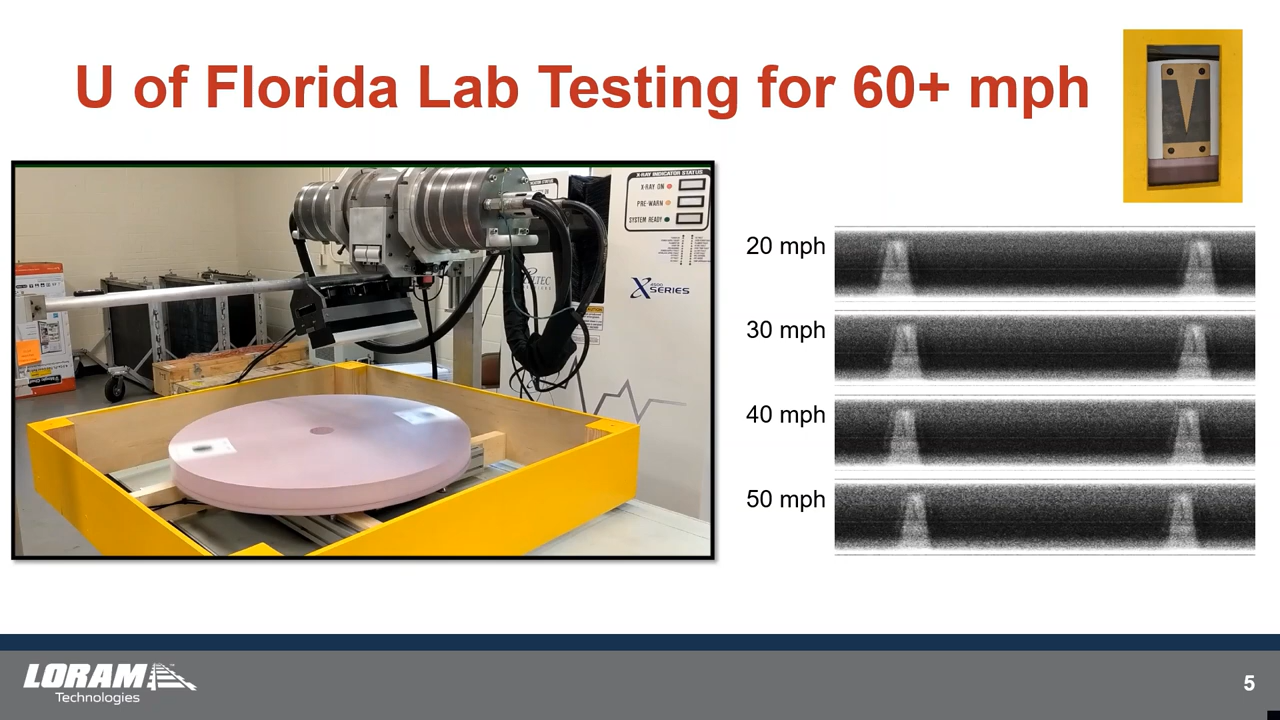 U of Florida Lab Testing for 60+ mph
X-RAY INDICATOR STATUS
X-RAY ON
PRE-WARN
SYSTEM READY
X SERIES
20 mph
30 mph
40 mph
50 mph
LORAM
Technologies
5